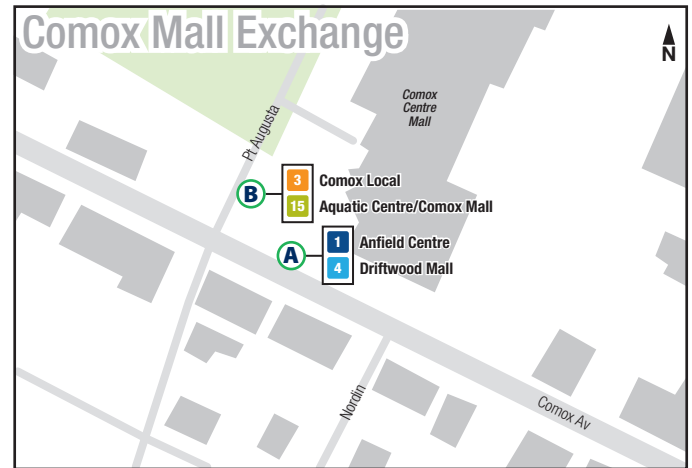 Comox Mall Exchange
N
Comox
Centre
Mall
Pt Augusta
B
3 Comox Local
15 Aquatic Centre/Comox Mall
A
1 Anfield Centre
4 Driftwood Mall
Nordin
Comox Av